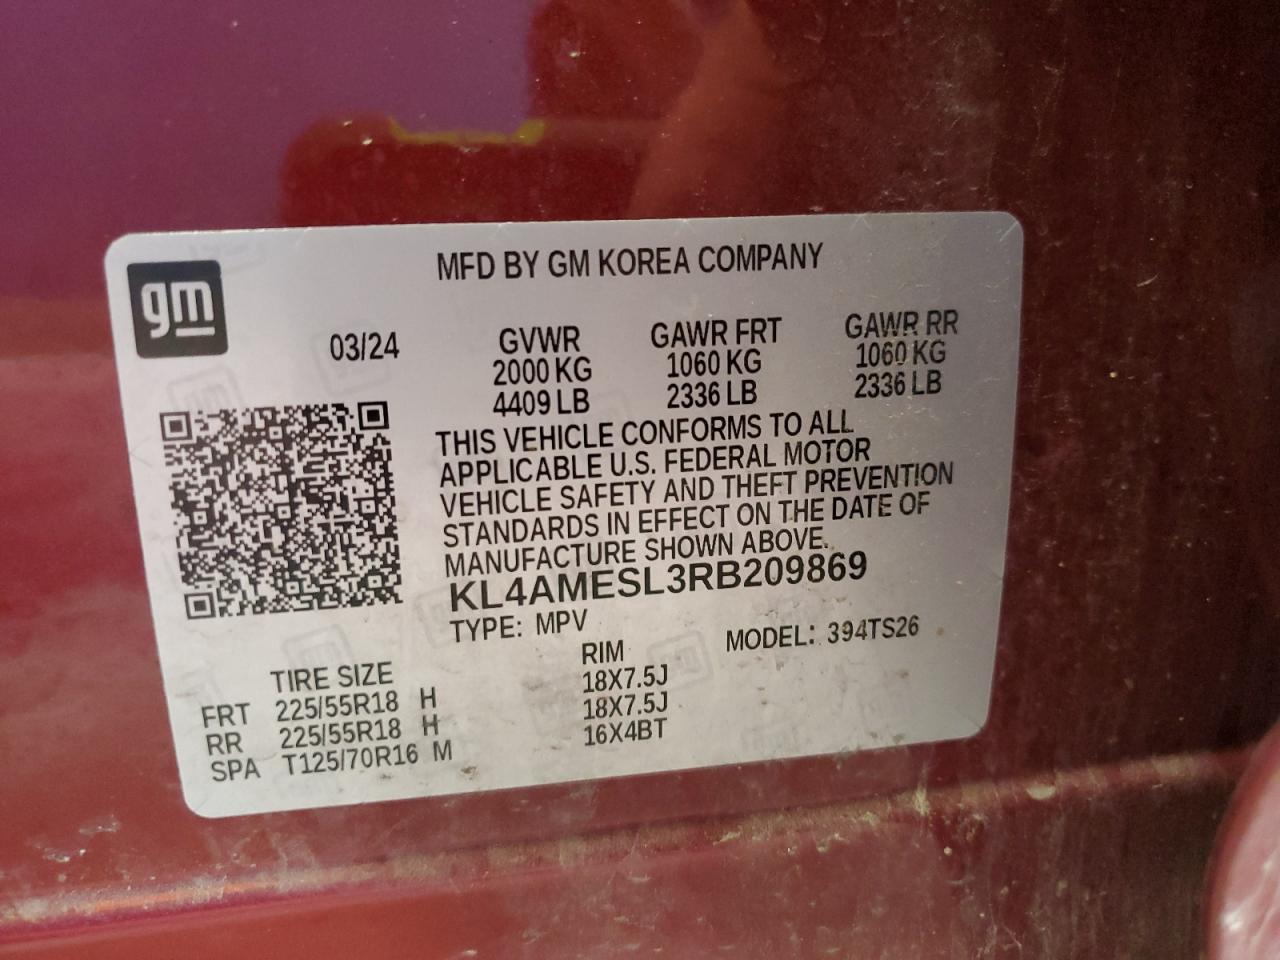 gm
MFD BY GM KOREA COMPANY
03/24 GVWR GAWR FRT GAWR RR
2000 KG 1060 KG 1060 KG
4409 LB 2336 LB 2336 LB
THIS VEHICLE CONFORMS TO ALL
APPLICABLE U.S. FEDERAL MOTOR
VEHICLE SAFETY AND THEFT PREVENTION
STANDARDS IN EFFECT ON THE DATE OF
MANUFACTURE SHOWN ABOVE.
KL4AMESL3RB209869
TYPE: MPV MODEL: 394TS26
TIRE SIZE RIM
FRT 225/55R18 H 18X7.5J
RR 225/55R18 H 18X7.5J
SPA T125/70R16 M 16X4BT